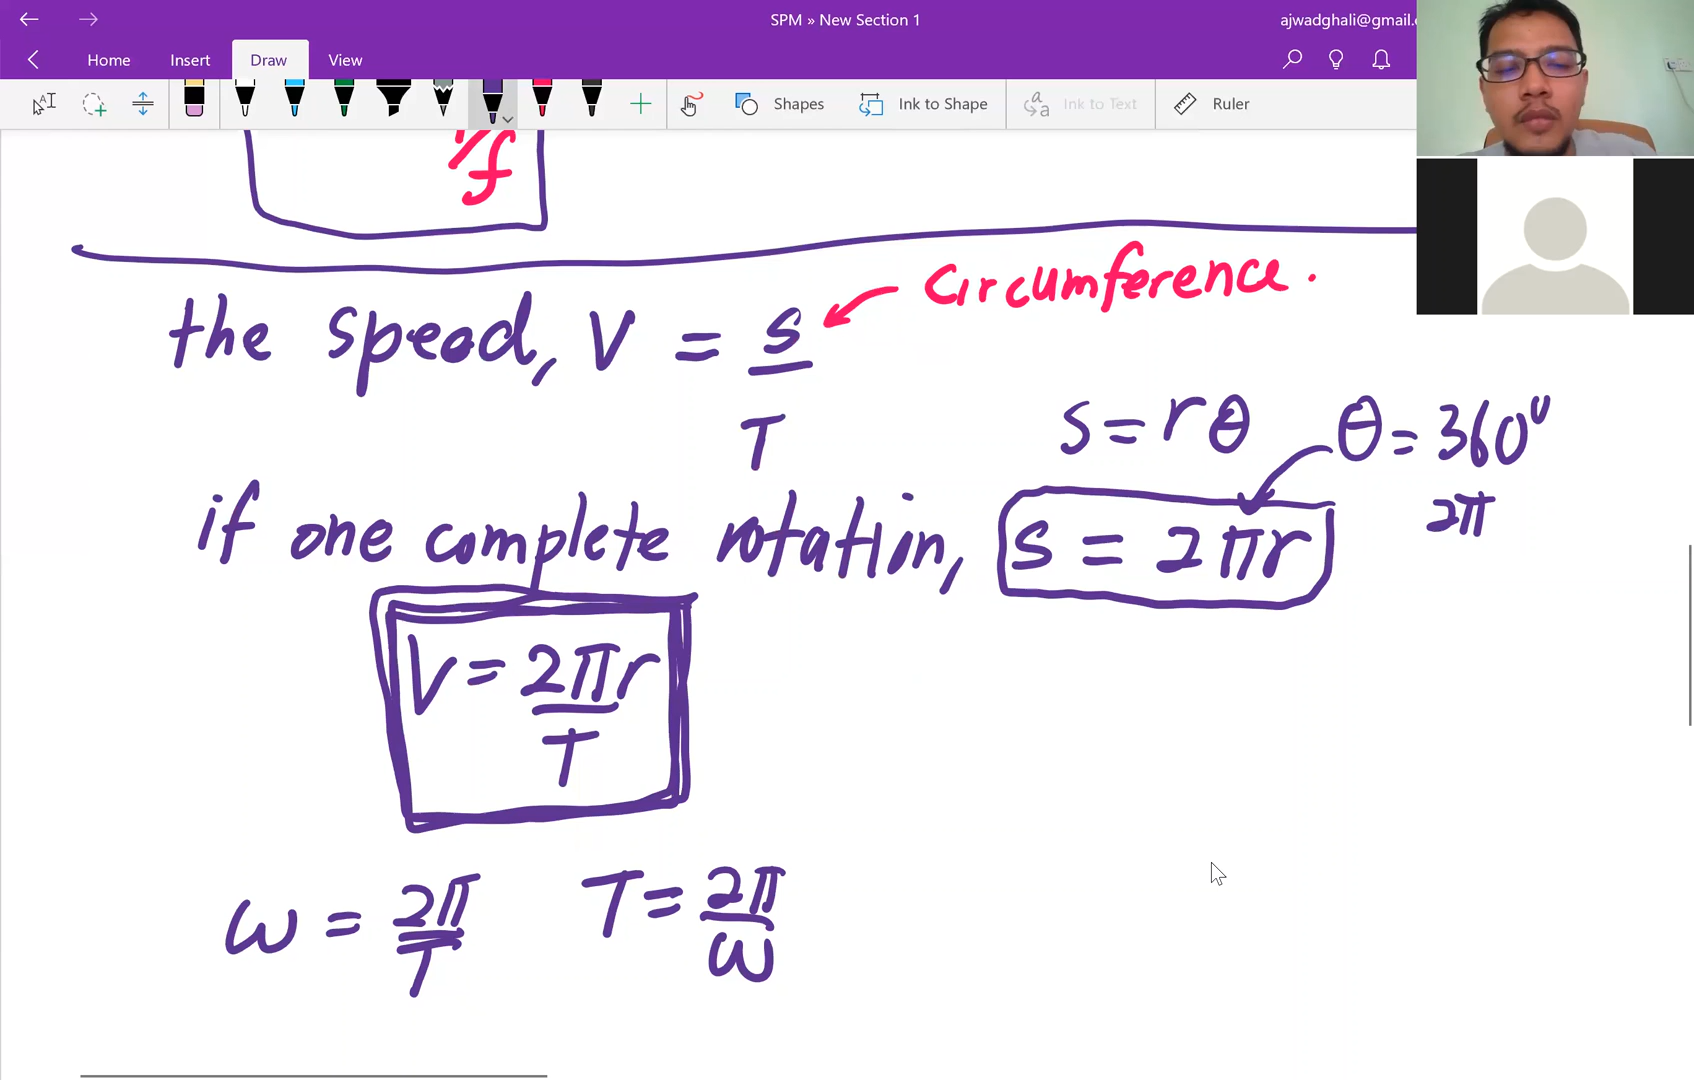 SPM » New Section 1
ajwadghali@gmail.c
Home Insert Draw View
Shapes Ink to Shape Ink to Text Ruler
/f
Circumference.
the speed, V = s/T
s = rθ θ = 360°
2π
if one complete rotation, s = 2πr
V = 2πr/T
ω = 2π/T T = 2π/ω